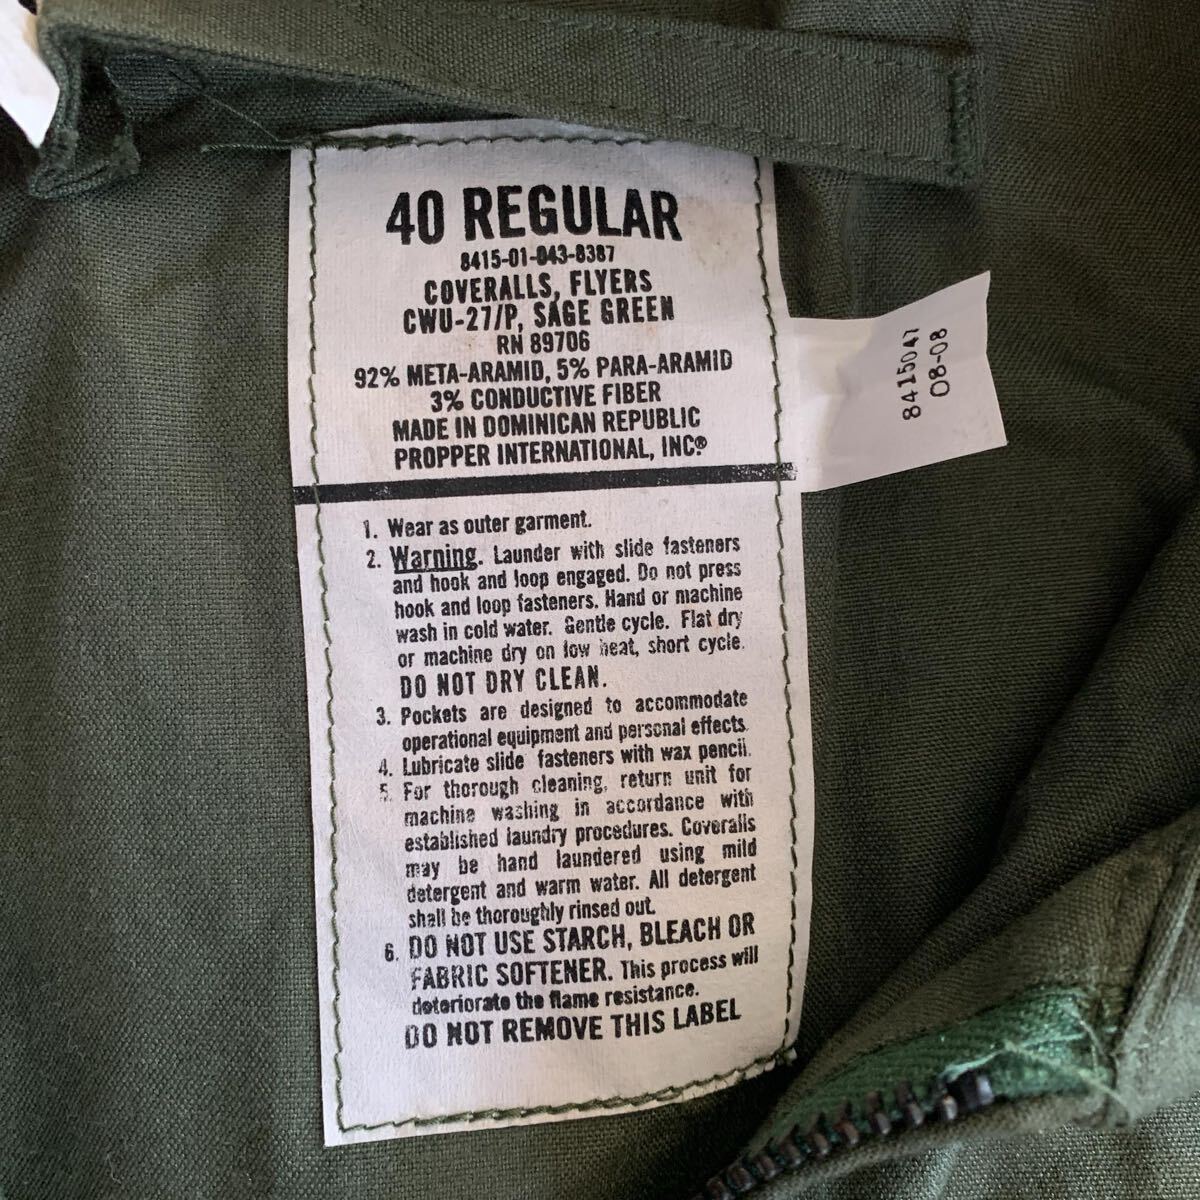 40 REGULAR
8415-01-043-8387
COVERALLS, FLYERS
CWU-27/P, SAGE GREEN
RN 89706
92% META-ARAMID, 5% PARA-ARAMID
3% CONDUCTIVE FIBER
MADE IN DOMINICAN REPUBLIC
PROPPER INTERNATIONAL, INC®
1. Wear as outer garment.
2. Warning. Launder with slide fasteners
and hook and loop engaged. Do not press
hook and loop fasteners. Hand or machine
wash in cold water. Gentle cycle. Flat dry
or machine dry on low heat, short cycle.
DO NOT DRY CLEAN.
3. Pockets are designed to accommodate
operational equipment and personal effects.
4. Lubricate slide fasteners with wax pencil.
5. For thorough cleaning, return unit for
machine washing in accordance with
established laundry procedures. Coveralls
may be hand laundered using mild
detergent and warm water. All detergent
shall be thoroughly rinsed out.
6. DO NOT USE STARCH, BLEACH OR
FABRIC SOFTENER. This process will
deteriorate the flame resistance.
DO NOT REMOVE THIS LABEL
8415047
08-08